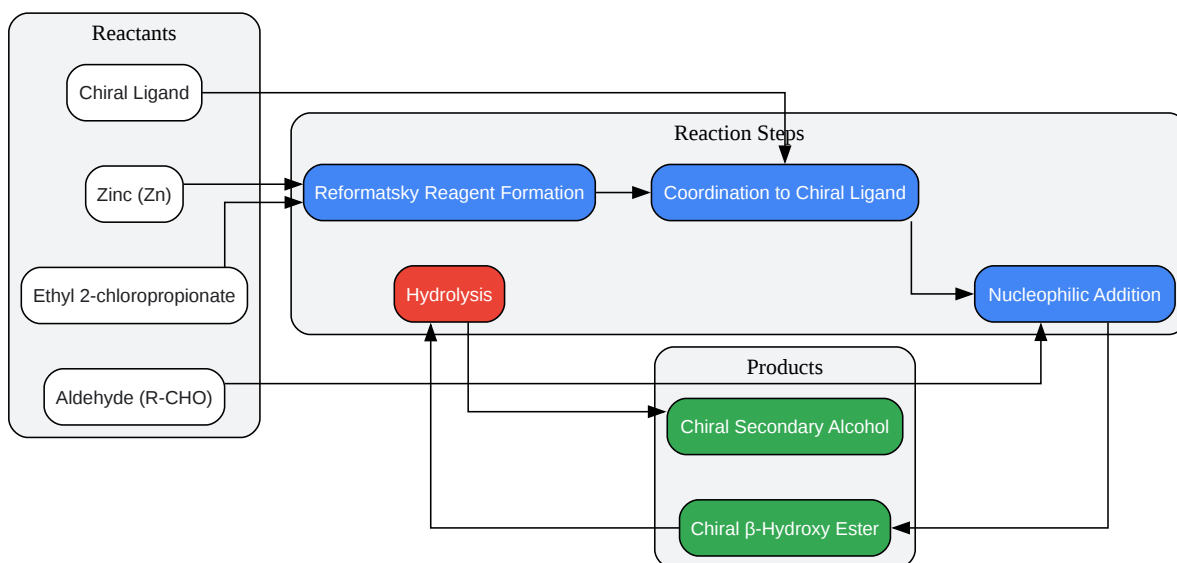 Reactants
Chiral Ligand
Zinc (Zn)
Ethyl 2-chloropropionate
Aldehyde (R-CHO)
Reaction Steps
Reformatsky Reagent Formation
Coordination to Chiral Ligand
Hydrolysis
Nucleophilic Addition
Products
Chiral Secondary Alcohol
Chiral β-Hydroxy Ester